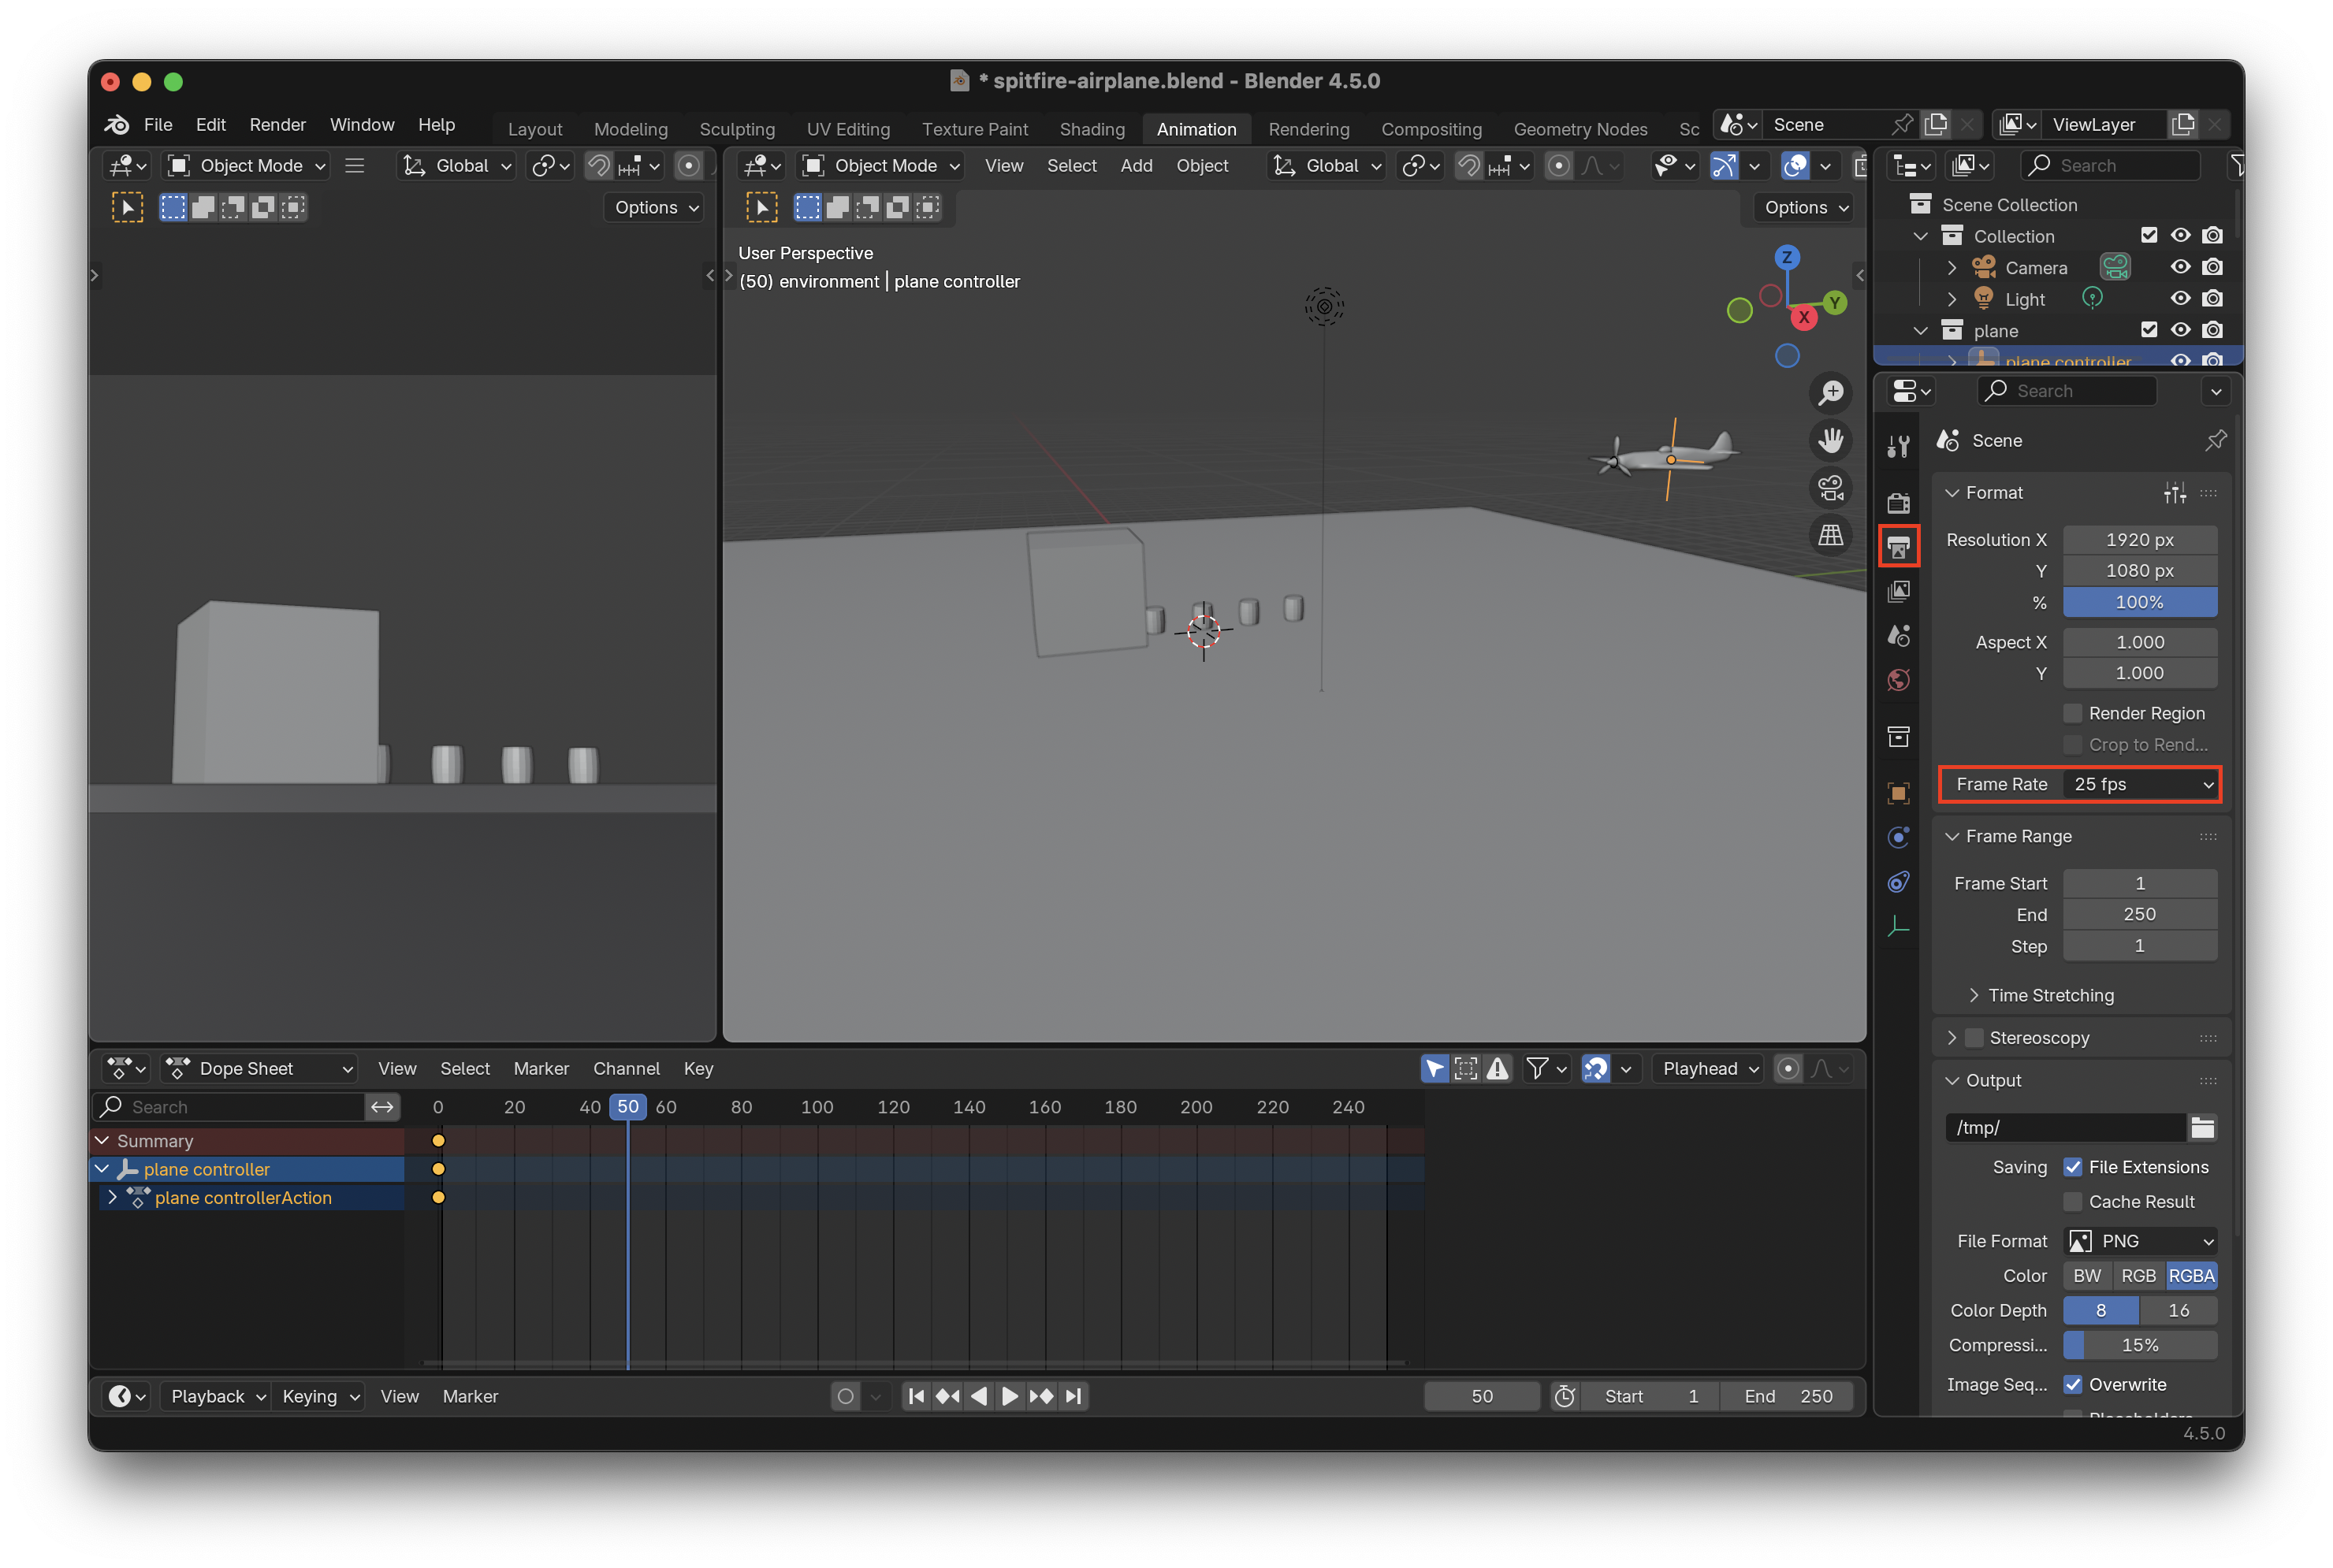 * spitfire-airplane.blend - Blender 4.5.0
File Edit Render Window Help Layout Modeling Sculpting UV Editing Texture Paint Shading Animation Rendering Compositing Geometry Nodes Sc Scene ViewLayer
Object Mode Global
Options
Object Mode View Select Add Object Global
Options
User Perspective
(50) environment | plane controller
Z
Y
X
Search
Scene Collection
Collection
Camera
Light
plane
plane controller
Search
Scene
Format
Resolution X 1920 px
Y 1080 px
% 100%
Aspect X 1.000
Y 1.000
Render Region
Crop to Rend...
Frame Rate 25 fps
Frame Range
Frame Start 1
End 250
Step 1
Time Stretching
Stereoscopy
Output
/tmp/
Saving File Extensions
Cache Result
File Format PNG
Color BW RGB RGBA
Color Depth 8 16
Compressi... 15%
Image Seq... Overwrite
Placeholders
Dope Sheet View Select Marker Channel Key Playhead
Search 0 20 40 50 60 80 100 120 140 160 180 200 220 240
Summary
plane controller
plane controllerAction
Playback Keying View Marker 50 Start 1 End 250
4.5.0